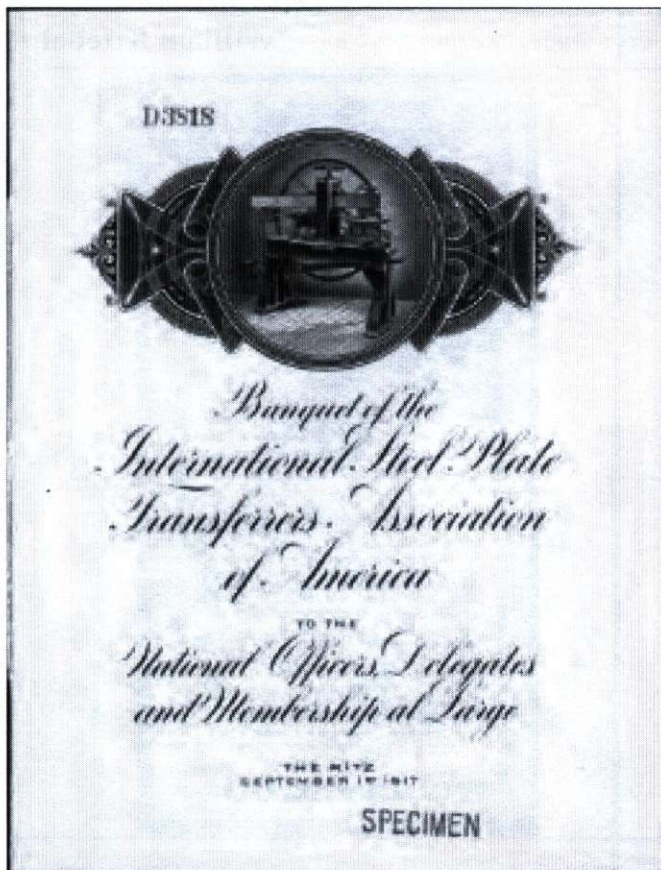 D3818
Banquet of the
International Steel Plate
Transferrers Association
of America
TO THE
National Officers, Delegates
and Membership at Large
THE RITZ
SEPTEMBER 1st 1917
SPECIMEN